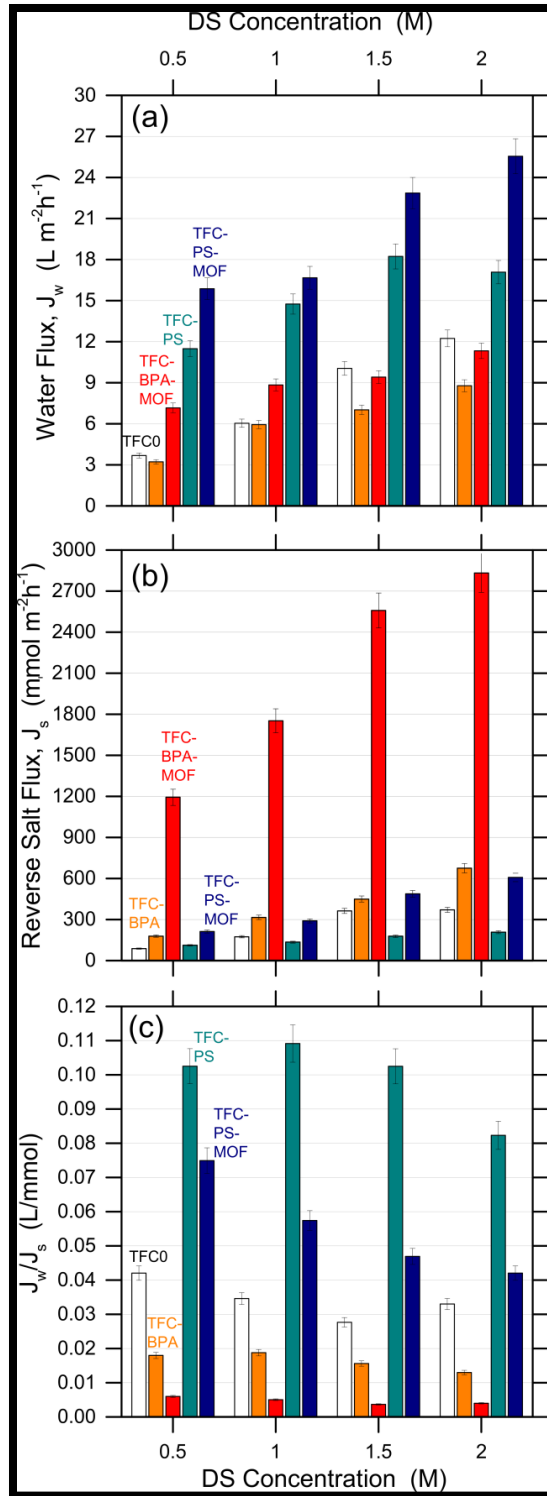 DS Concentration (M)
0.5 1 1.5 2
(a)
30
27
24
21
18
15
12
9
6
3
0
Water Flux, J_w (L m⁻²h⁻¹)
TFC-
PS-
MOF
TFC-
PS
TFC-
BPA-
MOF
TFC0
(b)
3000
2700
2400
2100
1800
1500
1200
900
600
300
0
Reverse Salt Flux, J_s (mmol m⁻²h⁻¹)
TFC-
BPA-
MOF
TFC-
BPA
TFC-
PS-
MOF
(c)
0.12
0.11
0.10
0.09
0.08
0.07
0.06
0.05
0.04
0.03
0.02
0.01
0.00
J_w/J_s (L/mmol)
TFC-
PS
TFC-
PS-
MOF
TFC0
TFC-
BPA
0.5 1 1.5 2
DS Concentration (M)